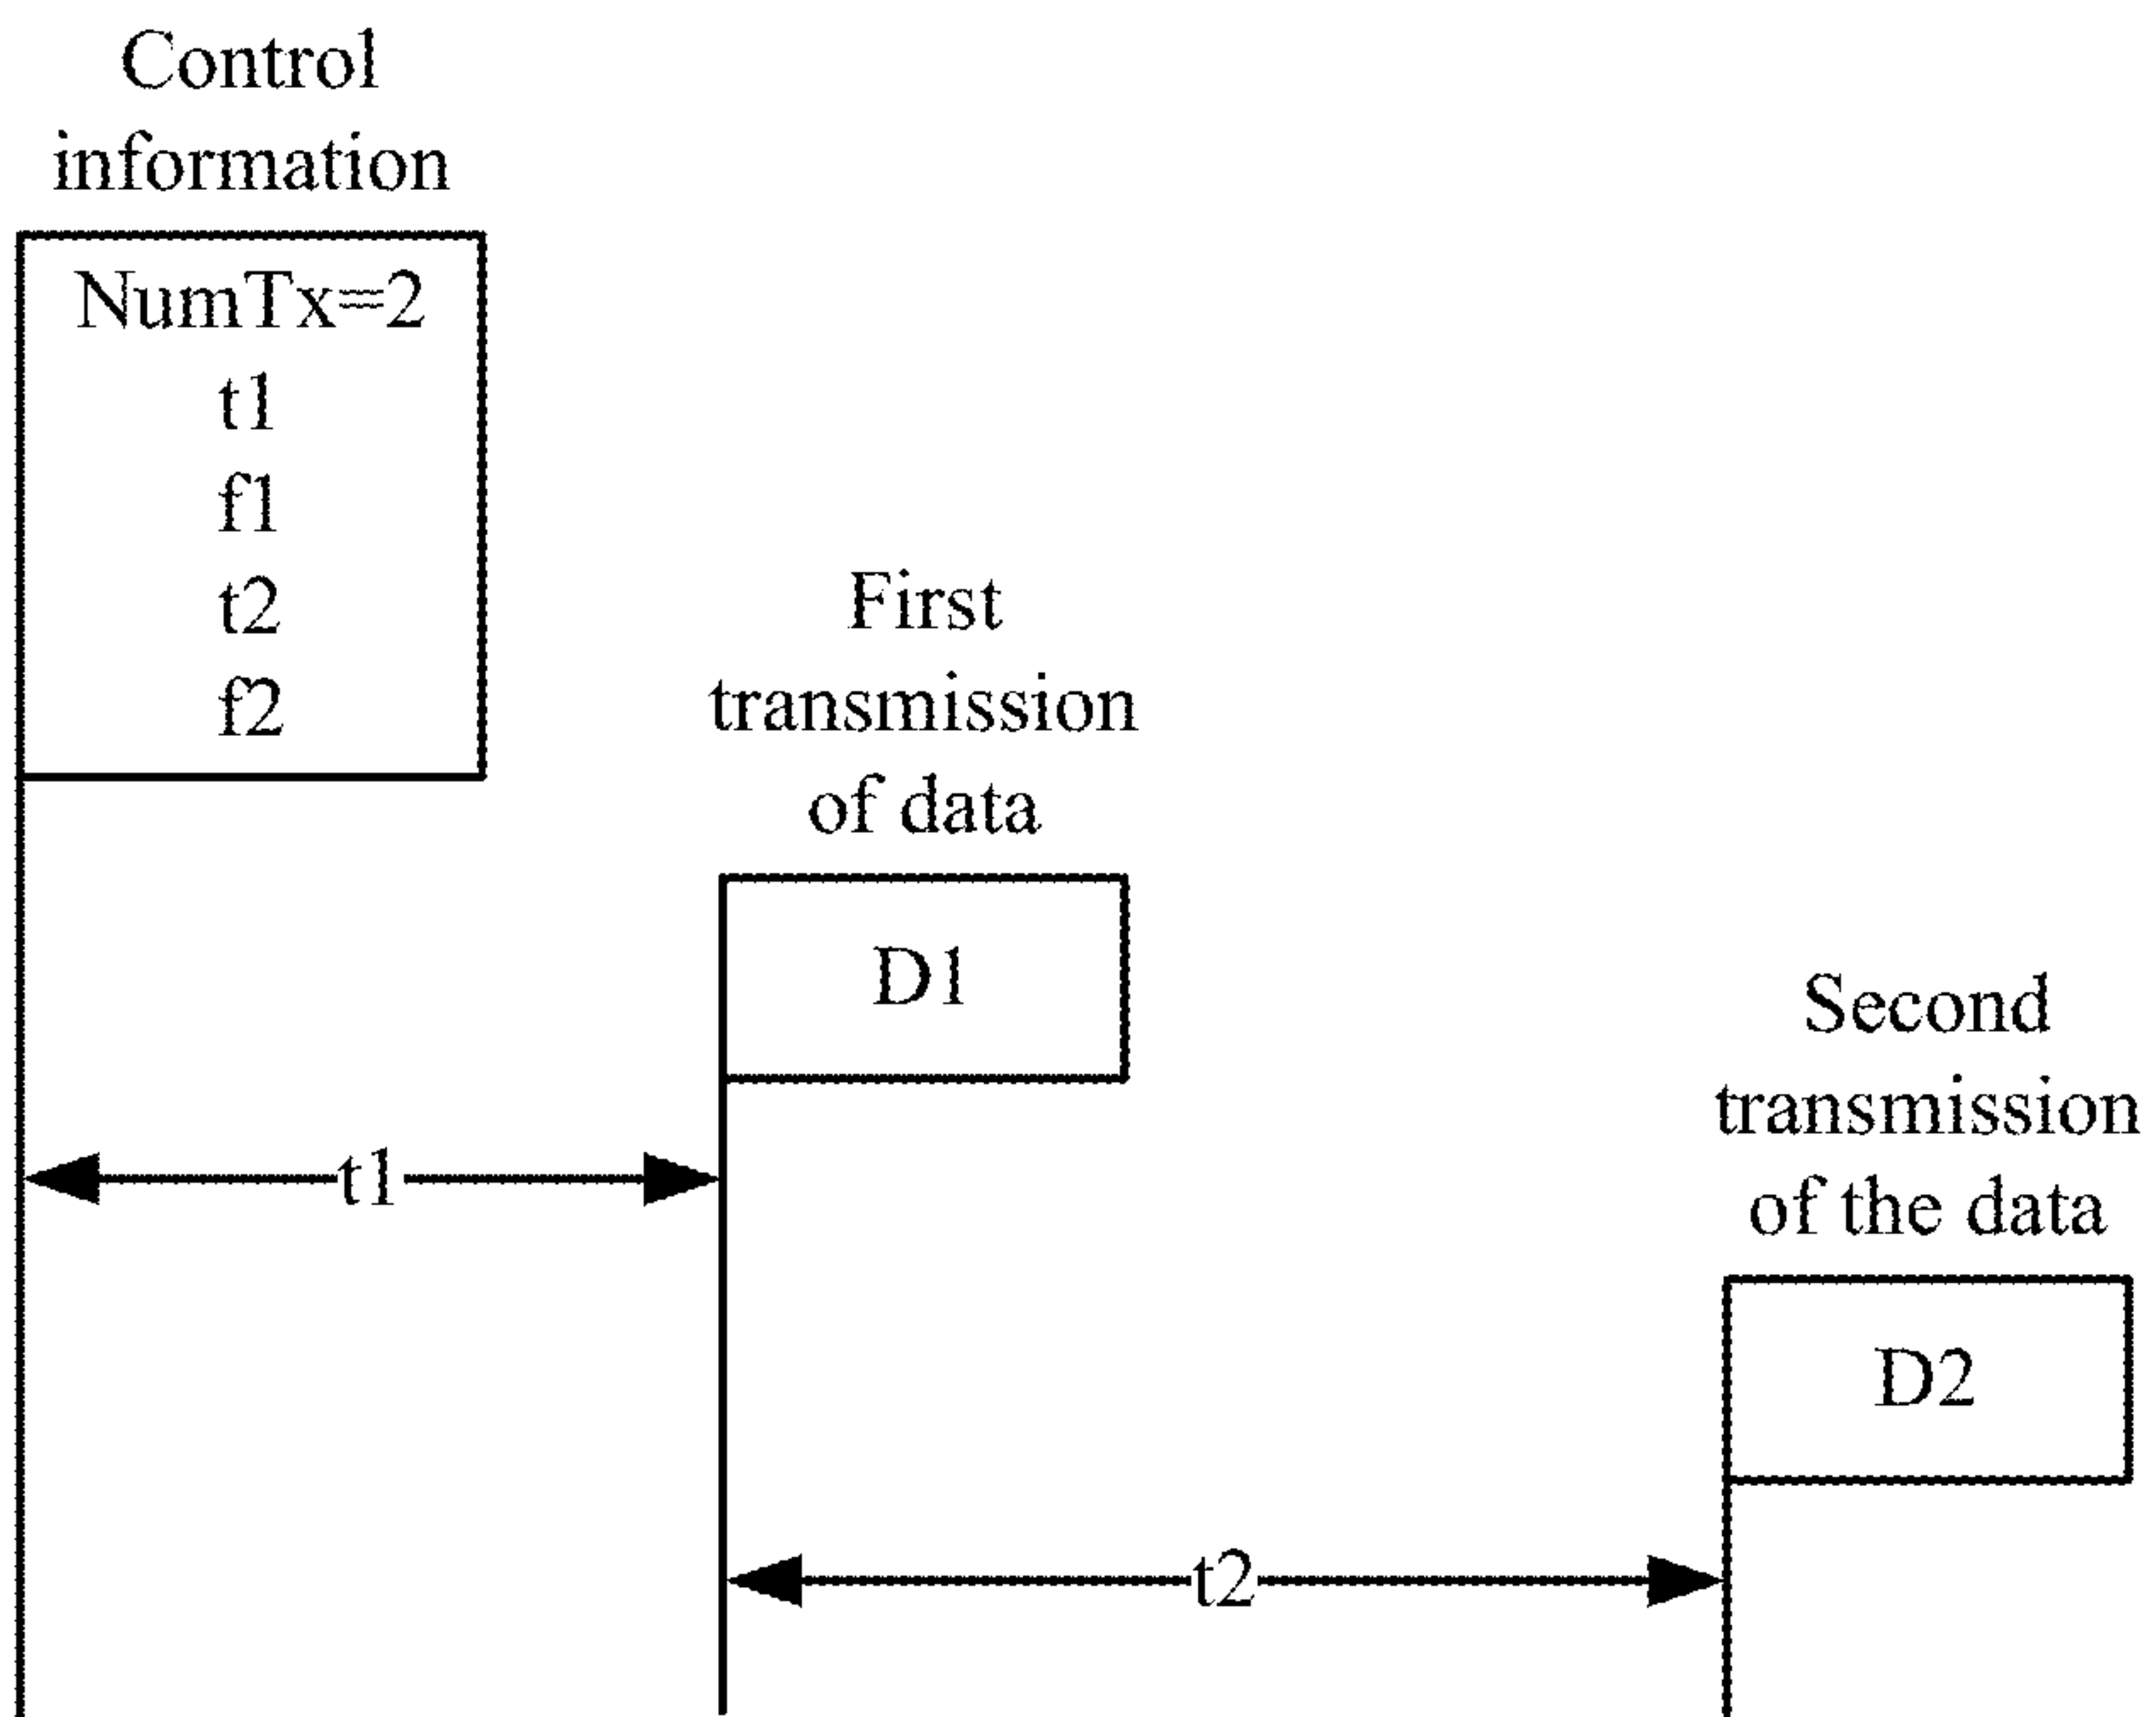 Control
information
NumTx=2
t1
f1
t2
f2
First
transmission
of data
D1
Second
transmission
of the data
t1
D2
t2